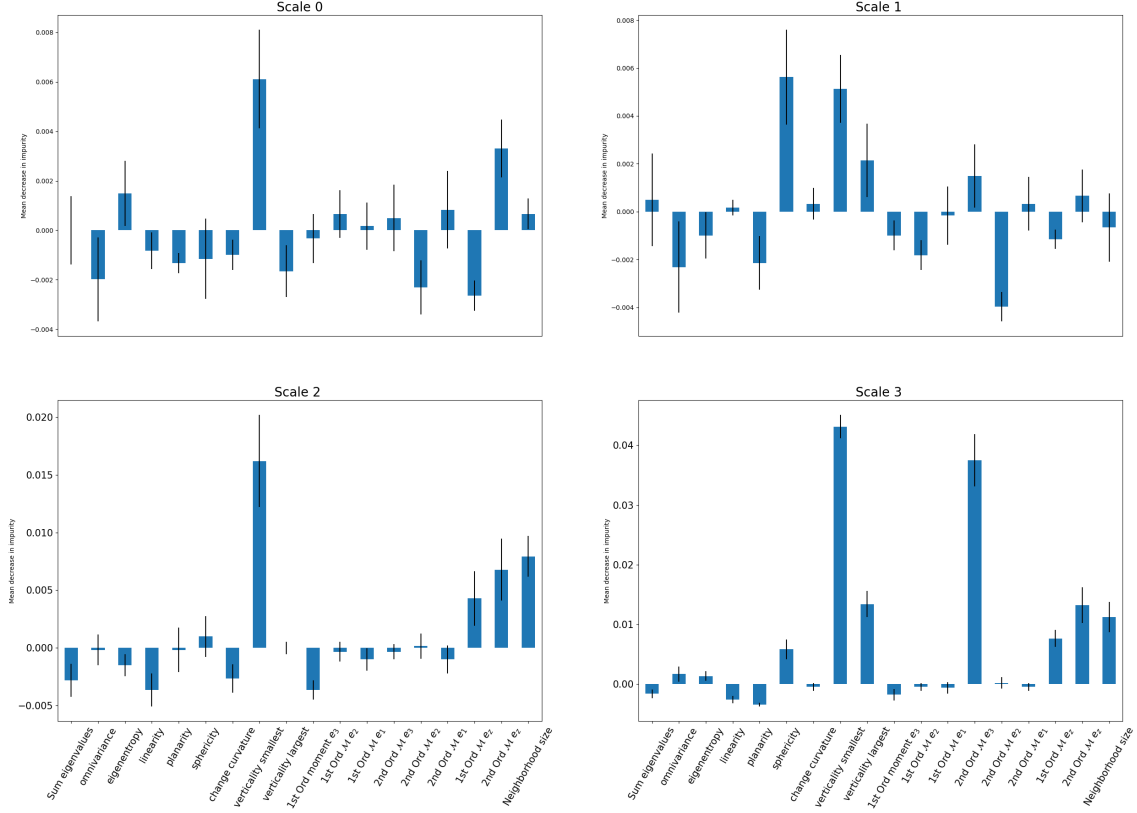 Scale 0
Mean decrease in impurity
0.008
0.006
0.004
0.002
0.000
−0.002
−0.004
Scale 1
Mean decrease in impurity
0.008
0.006
0.004
0.002
0.000
−0.002
−0.004
Scale 2
Mean decrease in impurity
0.020
0.015
0.010
0.005
0.000
−0.005
Sum eigenvalues
omnivariance
eigenentropy
linearity
planarity
sphericity
change curvature
verticality smallest
verticality largest
1st Ord moment e₃
1st Ord ℳ e₂
1st Ord ℳ e₁
2nd Ord ℳ e₃
2nd Ord ℳ e₂
2nd Ord ℳ e₁
1st Ord ℳ e₂
2nd Ord ℳ e₂
Neighborhood size
Scale 3
Mean decrease in impurity
0.04
0.03
0.02
0.01
0.00
Sum eigenvalues
omnivariance
eigenentropy
linearity
planarity
sphericity
change curvature
verticality smallest
verticality largest
1st Ord moment e₃
1st Ord ℳ e₂
1st Ord ℳ e₁
2nd Ord ℳ e₃
2nd Ord ℳ e₂
2nd Ord ℳ e₁
1st Ord ℳ e₂
2nd Ord ℳ e₂
Neighborhood size